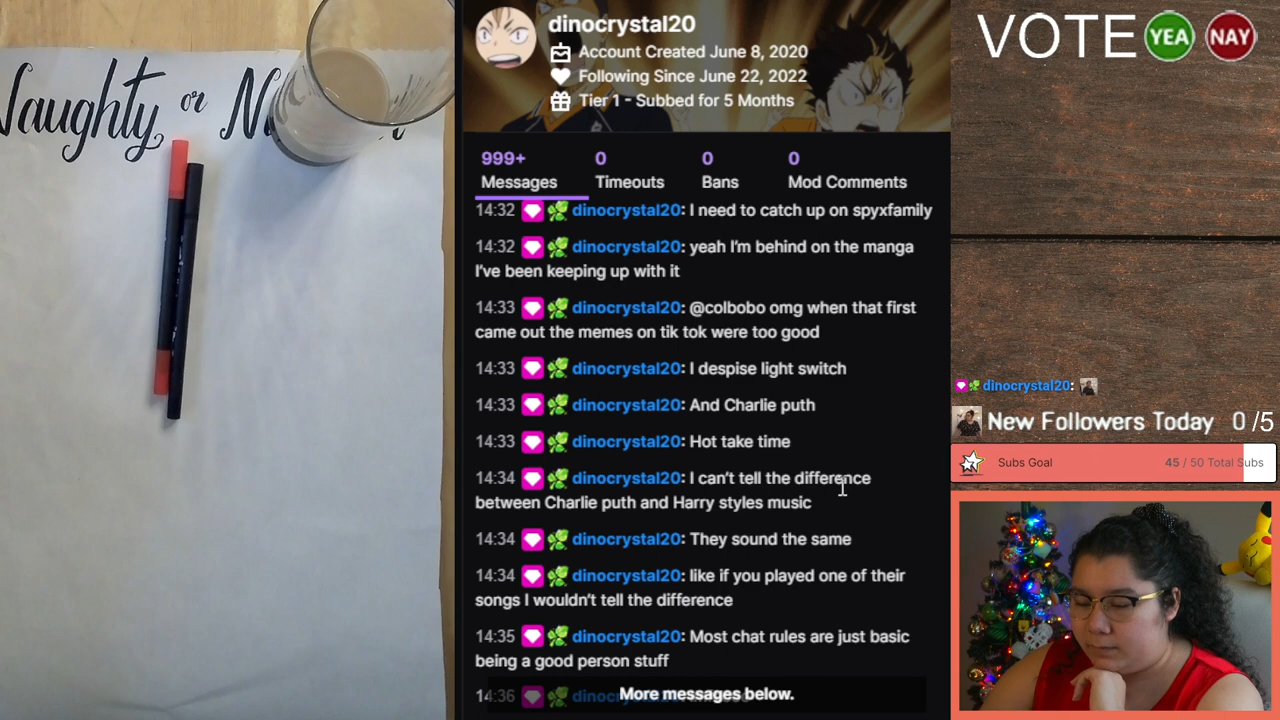 Naughty or
dinocrystal20
Account Created June 8, 2020
Following Since June 22, 2022
Tier 1 - Subbed for 5 Months
999+ 0 0 0
Messages Timeouts Bans Mod Comments
14:32 dinocrystal20: I need to catch up on spyxfamily
14:32 dinocrystal20: yeah I'm behind on the manga
I've been keeping up with it
14:33 dinocrystal20: @colbobo omg when that first
came out the memes on tik tok were too good
14:33 dinocrystal20: I despise light switch
14:33 dinocrystal20: And Charlie puth
14:33 dinocrystal20: Hot take time
14:34 dinocrystal20: I can't tell the difference
between Charlie puth and Harry styles music
14:34 dinocrystal20: They sound the same
14:34 dinocrystal20: like if you played one of their
songs I wouldn't tell the difference
14:35 dinocrystal20: Most chat rules are just basic
being a good person stuff
14:36
More messages below.
VOTE YEA NAY
dinocrystal20:
New Followers Today 0 /5
Subs Goal 45 / 50 Total Subs